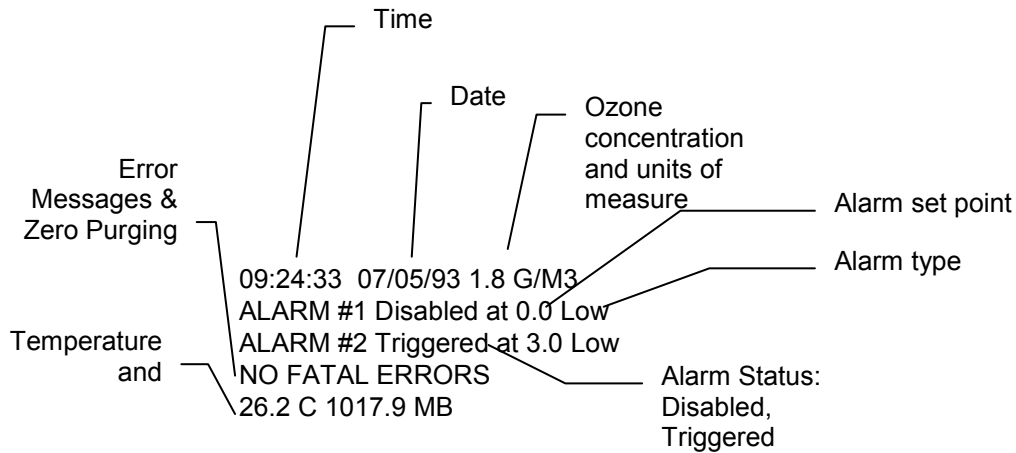 Time
Date
Ozone
concentration
and units of
measure
Error
Messages &
Zero Purging
Alarm set point
Alarm type
09:24:33 07/05/93 1.8 G/M3
ALARM #1 Disabled at 0.0 Low
ALARM #2 Triggered at 3.0 Low
NO FATAL ERRORS
26.2 C 1017.9 MB
Temperature
and
Alarm Status:
Disabled,
Triggered